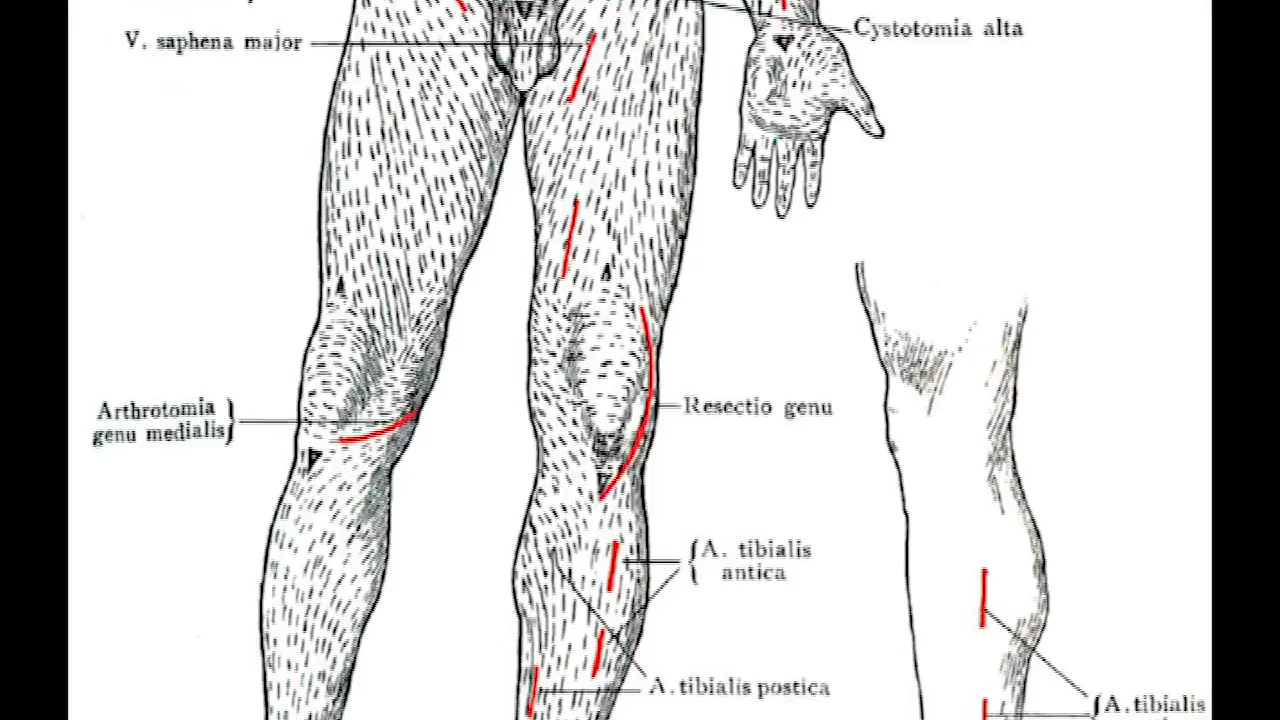 Cystotomia alta
V. saphena major
Arthrotomia
genu medialis
Resectio genu
A. tibialis
antica
A. tibialis postica
A. tibialis